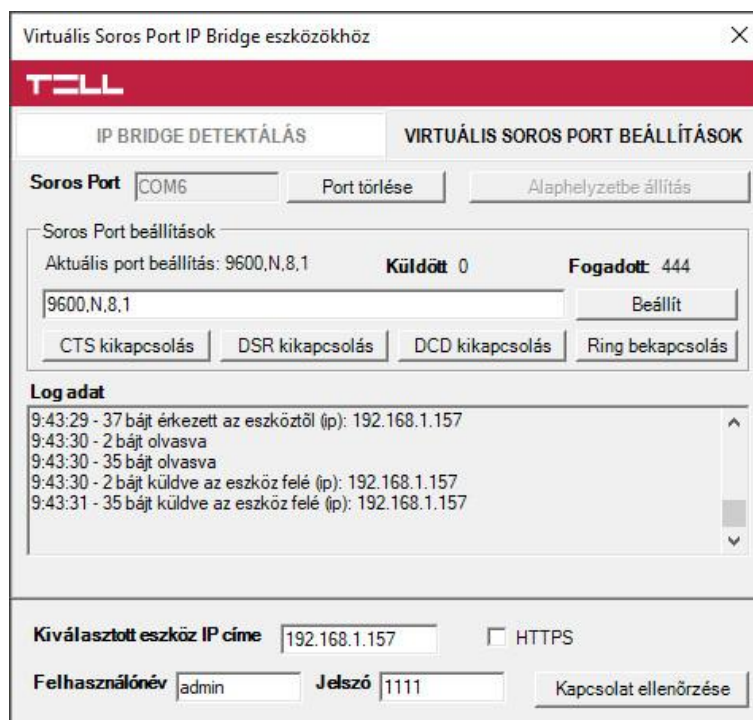 Virtuális Soros Port IP Bridge eszközökhöz
TELL
IP BRIDGE DETEKTÁLÁS VIRTUÁLIS SOROS PORT BEÁLLÍTÁSOK
Soros Port COM6 Port törlése Alaphelyzetbe állítás
Soros Port beállítások
Aktuális port beállítás: 9600,N,8,1 Küldött: 0 Fogadott: 444
9600,N,8,1 Beállít
CTS kikapcsolás DSR kikapcsolás DCD kikapcsolás Ring bekapcsolás
Log adat
9:43:29 - 37 bájt érkezett az eszköztől (ip): 192.168.1.157
9:43:30 - 2 bájt olvasva
9:43:30 - 35 bájt olvasva
9:43:30 - 2 bájt küldve az eszköz felé (ip): 192.168.1.157
9:43:31 - 35 bájt küldve az eszköz felé (ip): 192.168.1.157
Kiválasztott eszköz IP címe 192.168.1.157 HTTPS
Felhasználónév admin Jelszó 1111 Kapcsolat ellenőrzése